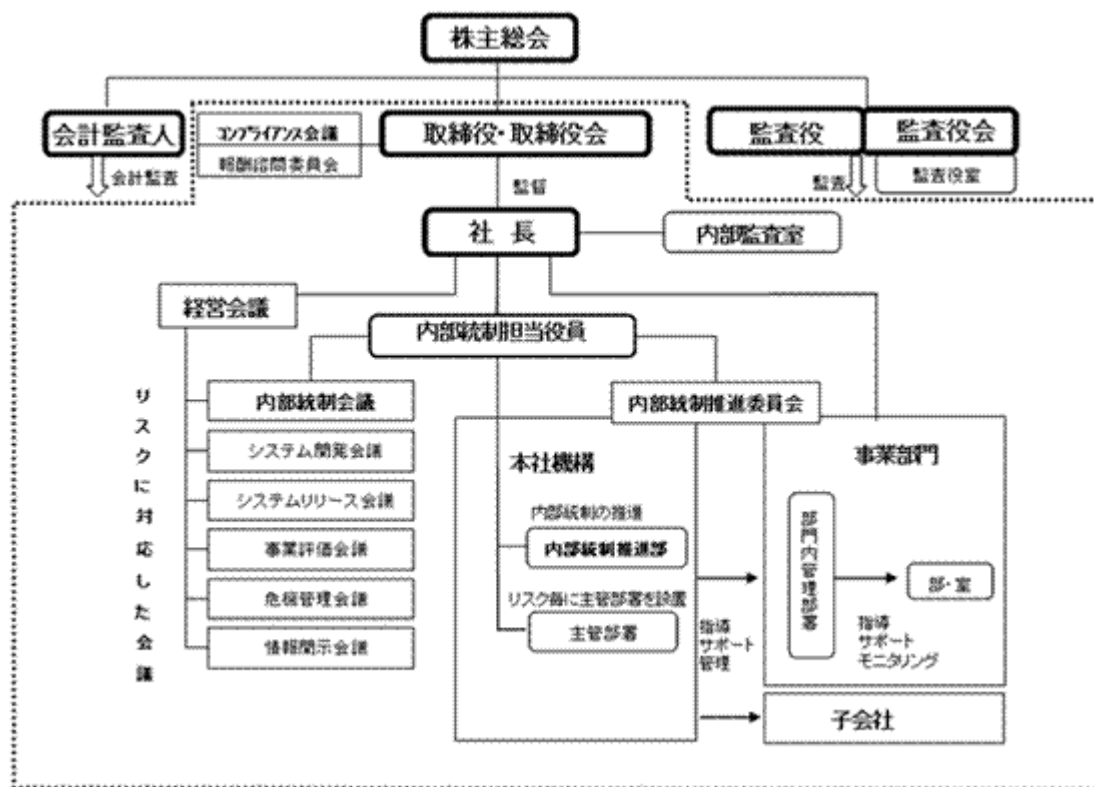 株主総会
会計監査人
コンプライアンス会議
報酬諮問委員会
取締役・取締役会
監査役
監査役会
会計監査
監督
監査
監査役室
社 長
内部監査室
経営会議
内部統制担当役員
リスクに対応した会議
内部統制会議
システム開発会議
システムリリース会議
事業評価会議
危機管理会議
情報開示会議
内部統制推進委員会
本社機構
内部統制の推進
内部統制推進部
リスク毎に主管部署を設置
主管部署
指導
サポート
管理
事業部門
部門内管理部署
部・室
指導
サポート
モニタリング
子会社